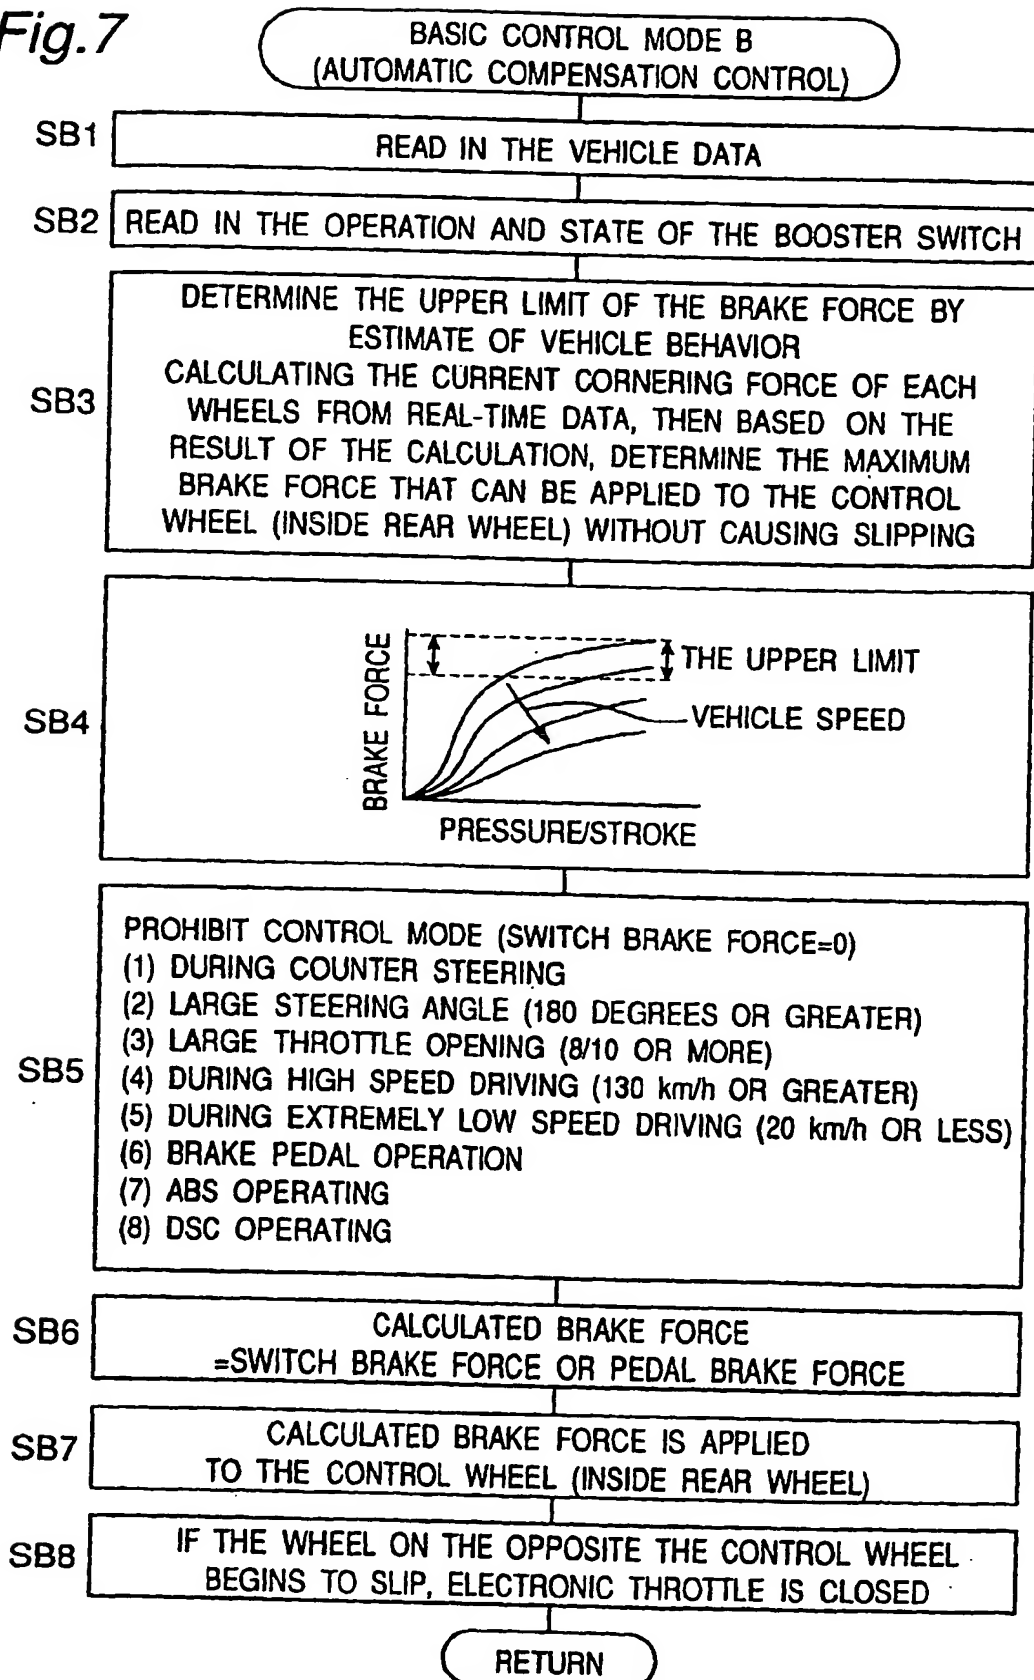 Fig.7
BASIC CONTROL MODE B
(AUTOMATIC COMPENSATION CONTROL)
SB1
READ IN THE VEHICLE DATA
SB2
READ IN THE OPERATION AND STATE OF THE BOOSTER SWITCH
SB3
DETERMINE THE UPPER LIMIT OF THE BRAKE FORCE BY
ESTIMATE OF VEHICLE BEHAVIOR
CALCULATING THE CURRENT CORNERING FORCE OF EACH
WHEELS FROM REAL-TIME DATA, THEN BASED ON THE
RESULT OF THE CALCULATION, DETERMINE THE MAXIMUM
BRAKE FORCE THAT CAN BE APPLIED TO THE CONTROL
WHEEL (INSIDE REAR WHEEL) WITHOUT CAUSING SLIPPING
SB4
BRAKE FORCE
THE UPPER LIMIT
VEHICLE SPEED
PRESSURE/STROKE
SB5
PROHIBIT CONTROL MODE (SWITCH BRAKE FORCE=0)
(1) DURING COUNTER STEERING
(2) LARGE STEERING ANGLE (180 DEGREES OR GREATER)
(3) LARGE THROTTLE OPENING (8/10 OR MORE)
(4) DURING HIGH SPEED DRIVING (130 km/h OR GREATER)
(5) DURING EXTREMELY LOW SPEED DRIVING (20 km/h OR LESS)
(6) BRAKE PEDAL OPERATION
(7) ABS OPERATING
(8) DSC OPERATING
SB6
CALCULATED BRAKE FORCE
=SWITCH BRAKE FORCE OR PEDAL BRAKE FORCE
SB7
CALCULATED BRAKE FORCE IS APPLIED
TO THE CONTROL WHEEL (INSIDE REAR WHEEL)
SB8
IF THE WHEEL ON THE OPPOSITE THE CONTROL WHEEL
BEGINS TO SLIP, ELECTRONIC THROTTLE IS CLOSED
RETURN